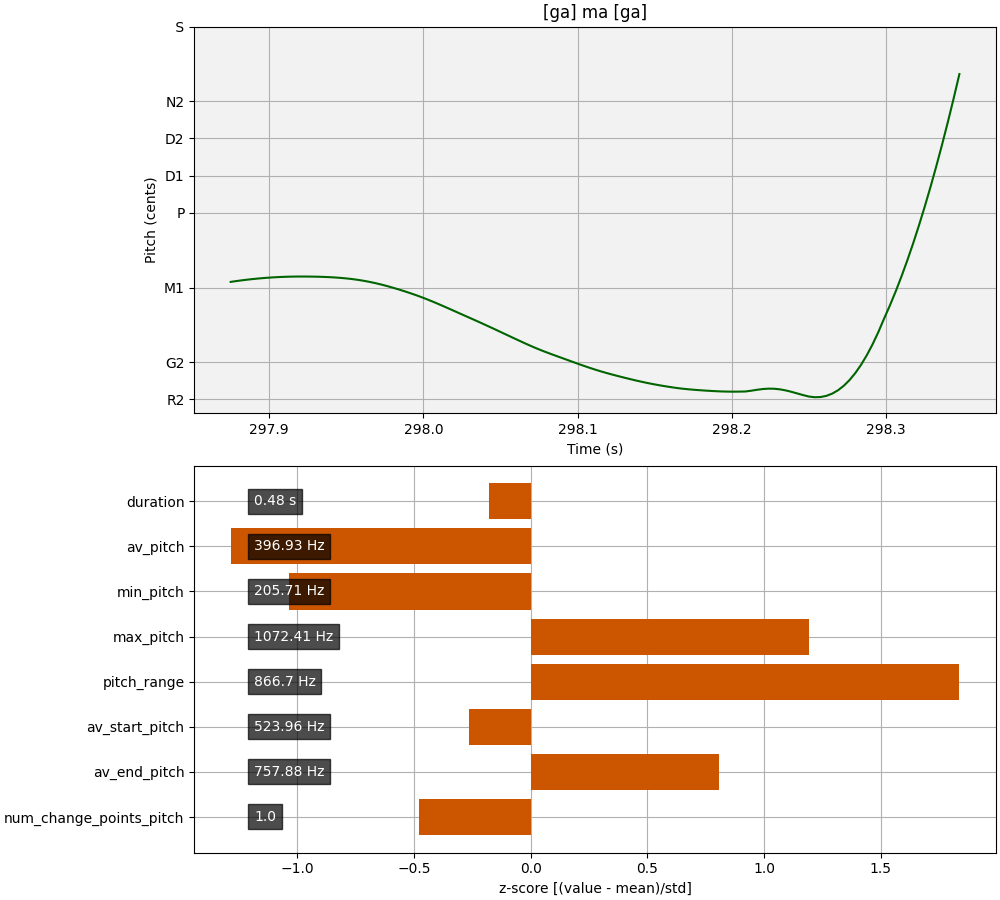 [ga] ma [ga]
S
N2
D2
D1
P
M1
G2
R2
Pitch (cents)
297.9 298.0 298.1 298.2 298.3
Time (s)
duration 0.48 s
av_pitch 396.93 Hz
min_pitch 205.71 Hz
max_pitch 1072.41 Hz
pitch_range 866.7 Hz
av_start_pitch 523.96 Hz
av_end_pitch 757.88 Hz
num_change_points_pitch 1.0
−1.0 −0.5 0.0 0.5 1.0 1.5
z-score [(value - mean)/std]